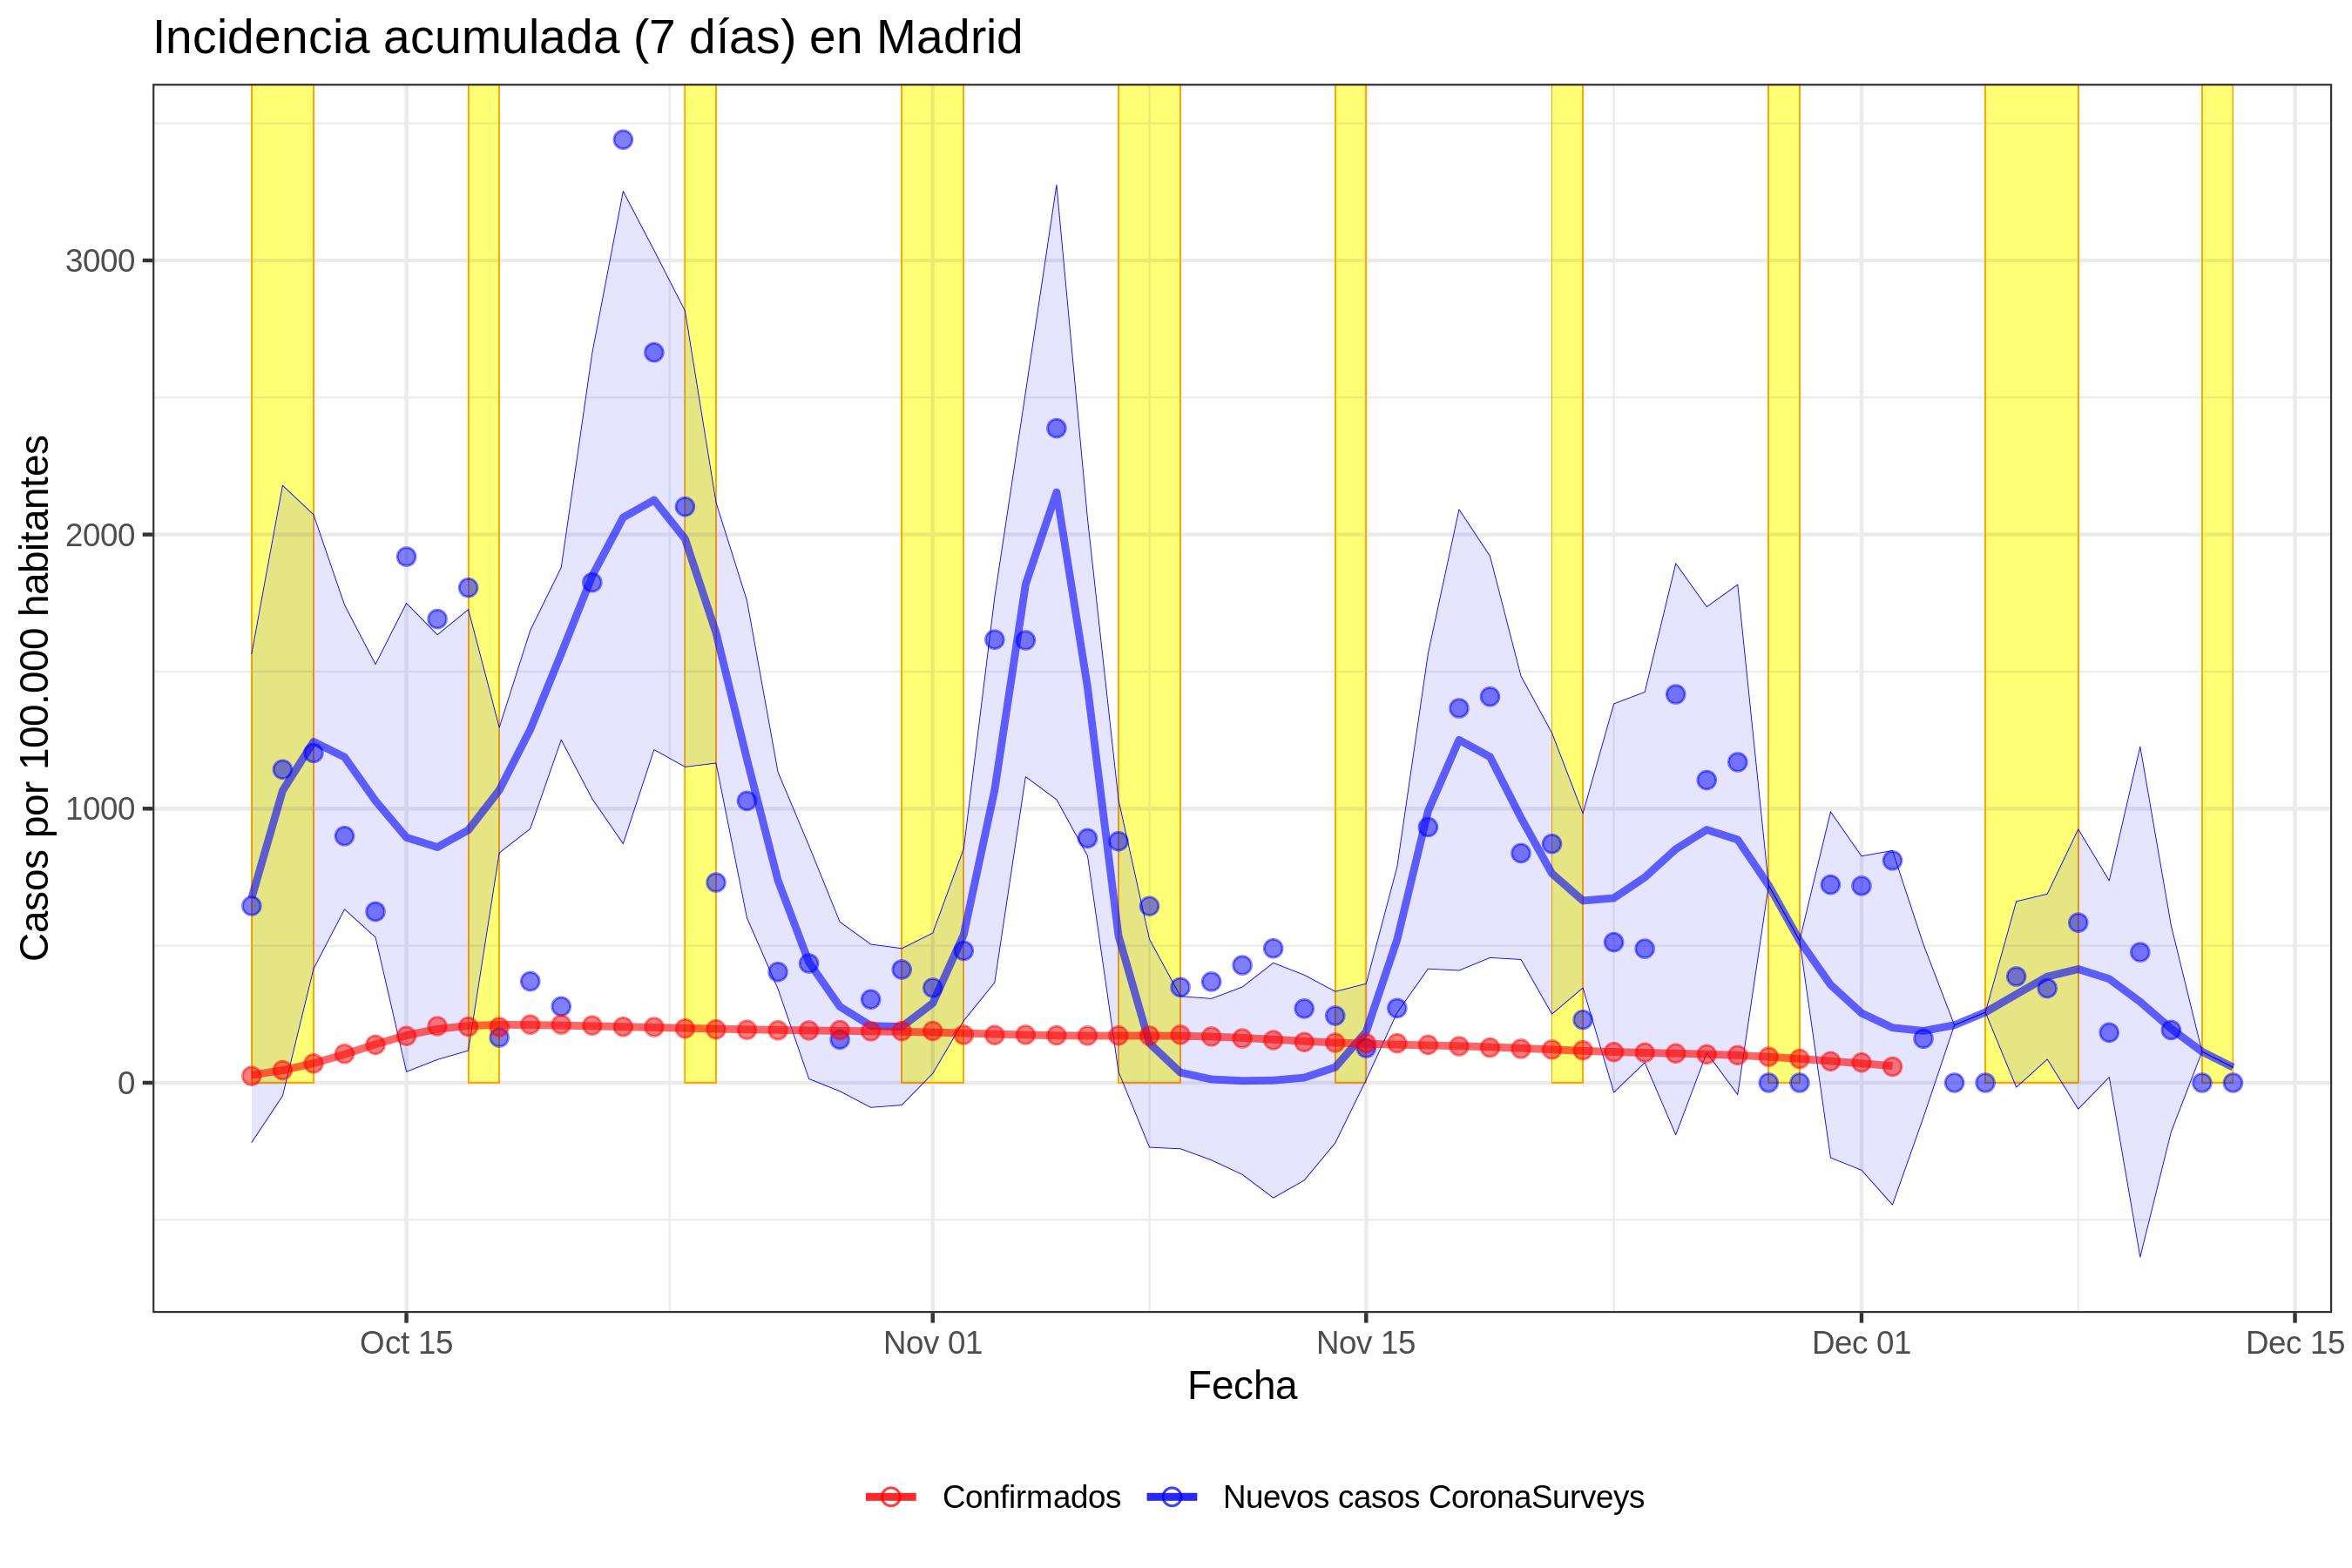 Incidencia acumulada (7 días) en Madrid
Casos por 100.000 habitantes
3000
2000
1000
0
Oct 15
Nov 01
Nov 15
Dec 01
Dec 15
Fecha
Confirmados
Nuevos casos CoronaSurveys